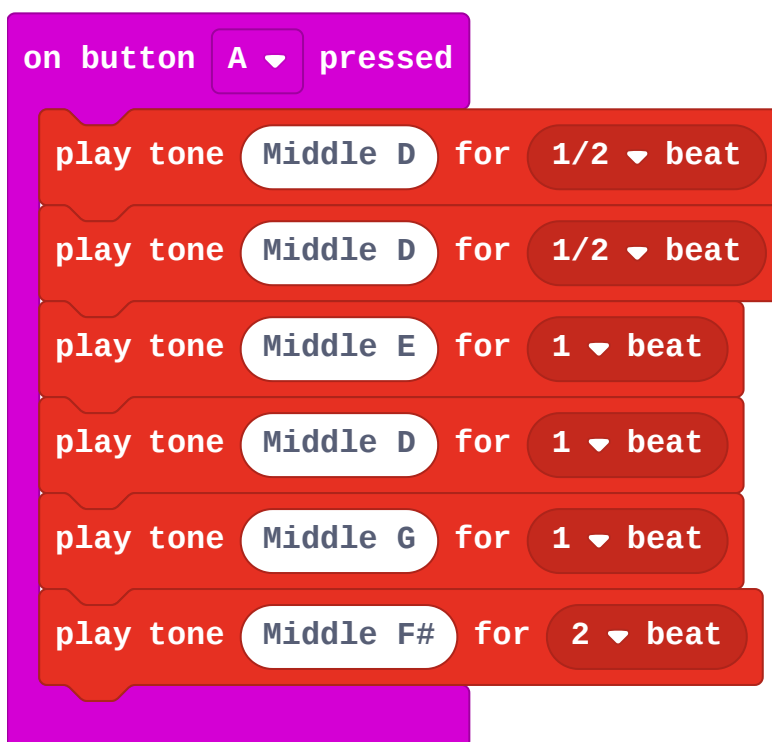 on button A pressed
play tone Middle D for 1/2 beat
play tone Middle D for 1/2 beat
play tone Middle E for 1 beat
play tone Middle D for 1 beat
play tone Middle G for 1 beat
play tone Middle F# for 2 beat